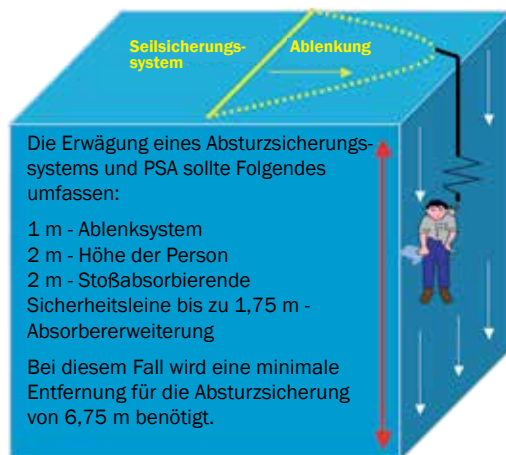 Seilsicherungs-
system
Ablenkung
Die Erwägung eines Absturzsicherungs-
systems und PSA sollte Folgendes
umfassen:
1 m - Ablenksystem
2 m - Höhe der Person
2 m - Stoßabsorbierende
Sicherheitsleine bis zu 1,75 m -
Absorbererweiterung
Bei diesem Fall wird eine minimale
Entfernung für die Absturzsicherung
von 6,75 m benötigt.